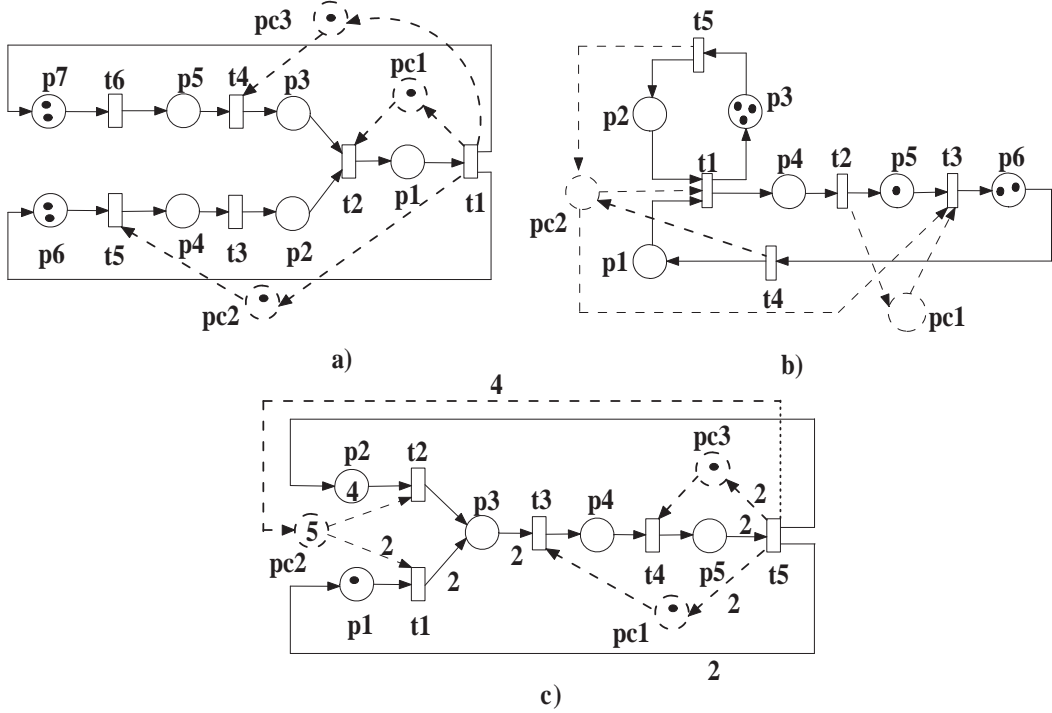 pc3
t5
p7 t6 p5 t4 p3 pc1
p2 p3
t2 p1 t1
t1 p4 t2 p5 t3 p6
pc2
p6 t5 p4 t3 p2
p1 t4
pc2 pc1
a) b)
4
p2 t2 pc3
4 p3 t3 p4 2
5 2 2
pc2 2 t4 p5 t5
2 2
p1 t1 pc1
2
c)